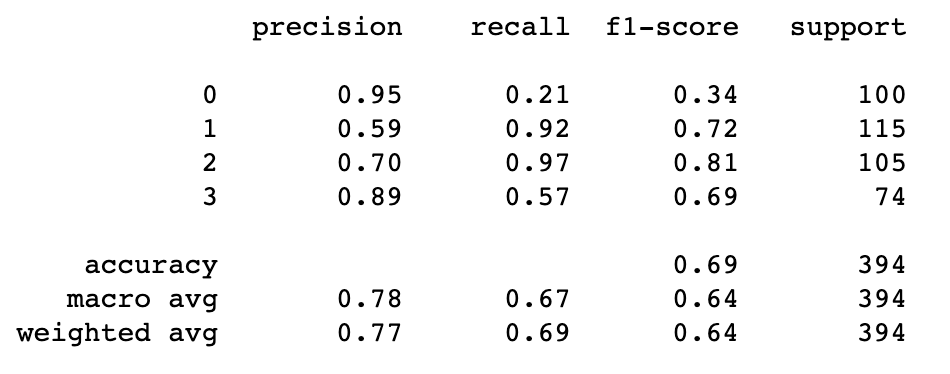 precision recall f1-score support
0 0.95 0.21 0.34 100
1 0.59 0.92 0.72 115
2 0.70 0.97 0.81 105
3 0.89 0.57 0.69 74
accuracy 0.69 394
macro avg 0.78 0.67 0.64 394
weighted avg 0.77 0.69 0.64 394